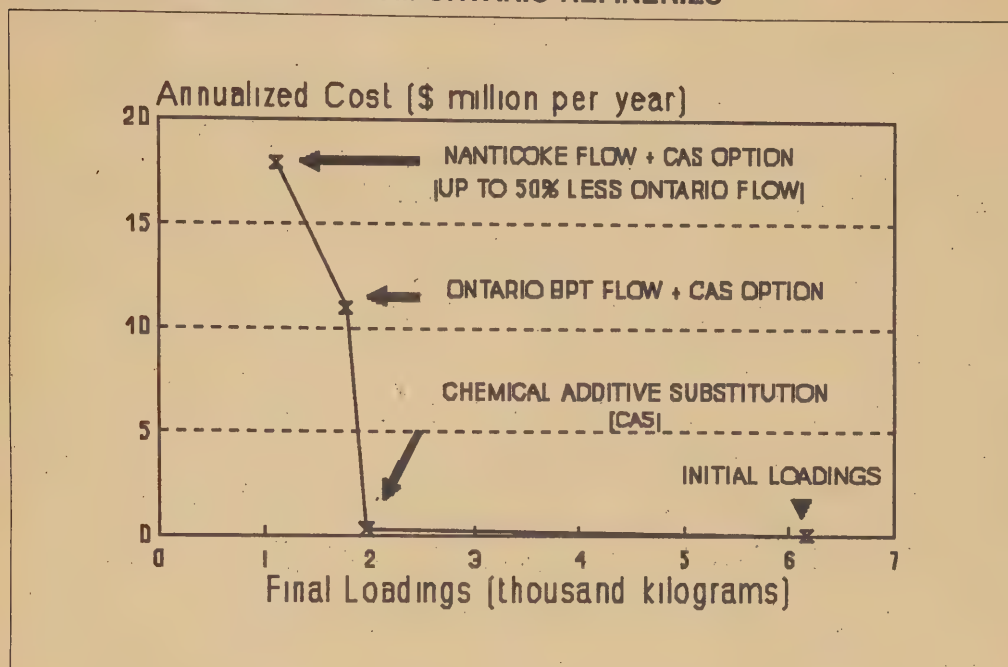 ONTARIO REFINERIES
Annualized Cost ($ million per year)
20
NANTICOKE FLOW + CAS OPTION
[UP TO 50% LESS ONTARIO FLOW]
15
ONTARIO BPT FLOW + CAS OPTION
10
CHEMICAL ADDITIVE SUBSTITUTION
[CAS]
5
INITIAL LOADINGS
0
0 1 2 3 4 5 6 7
Final Loadings (thousand kilograms)